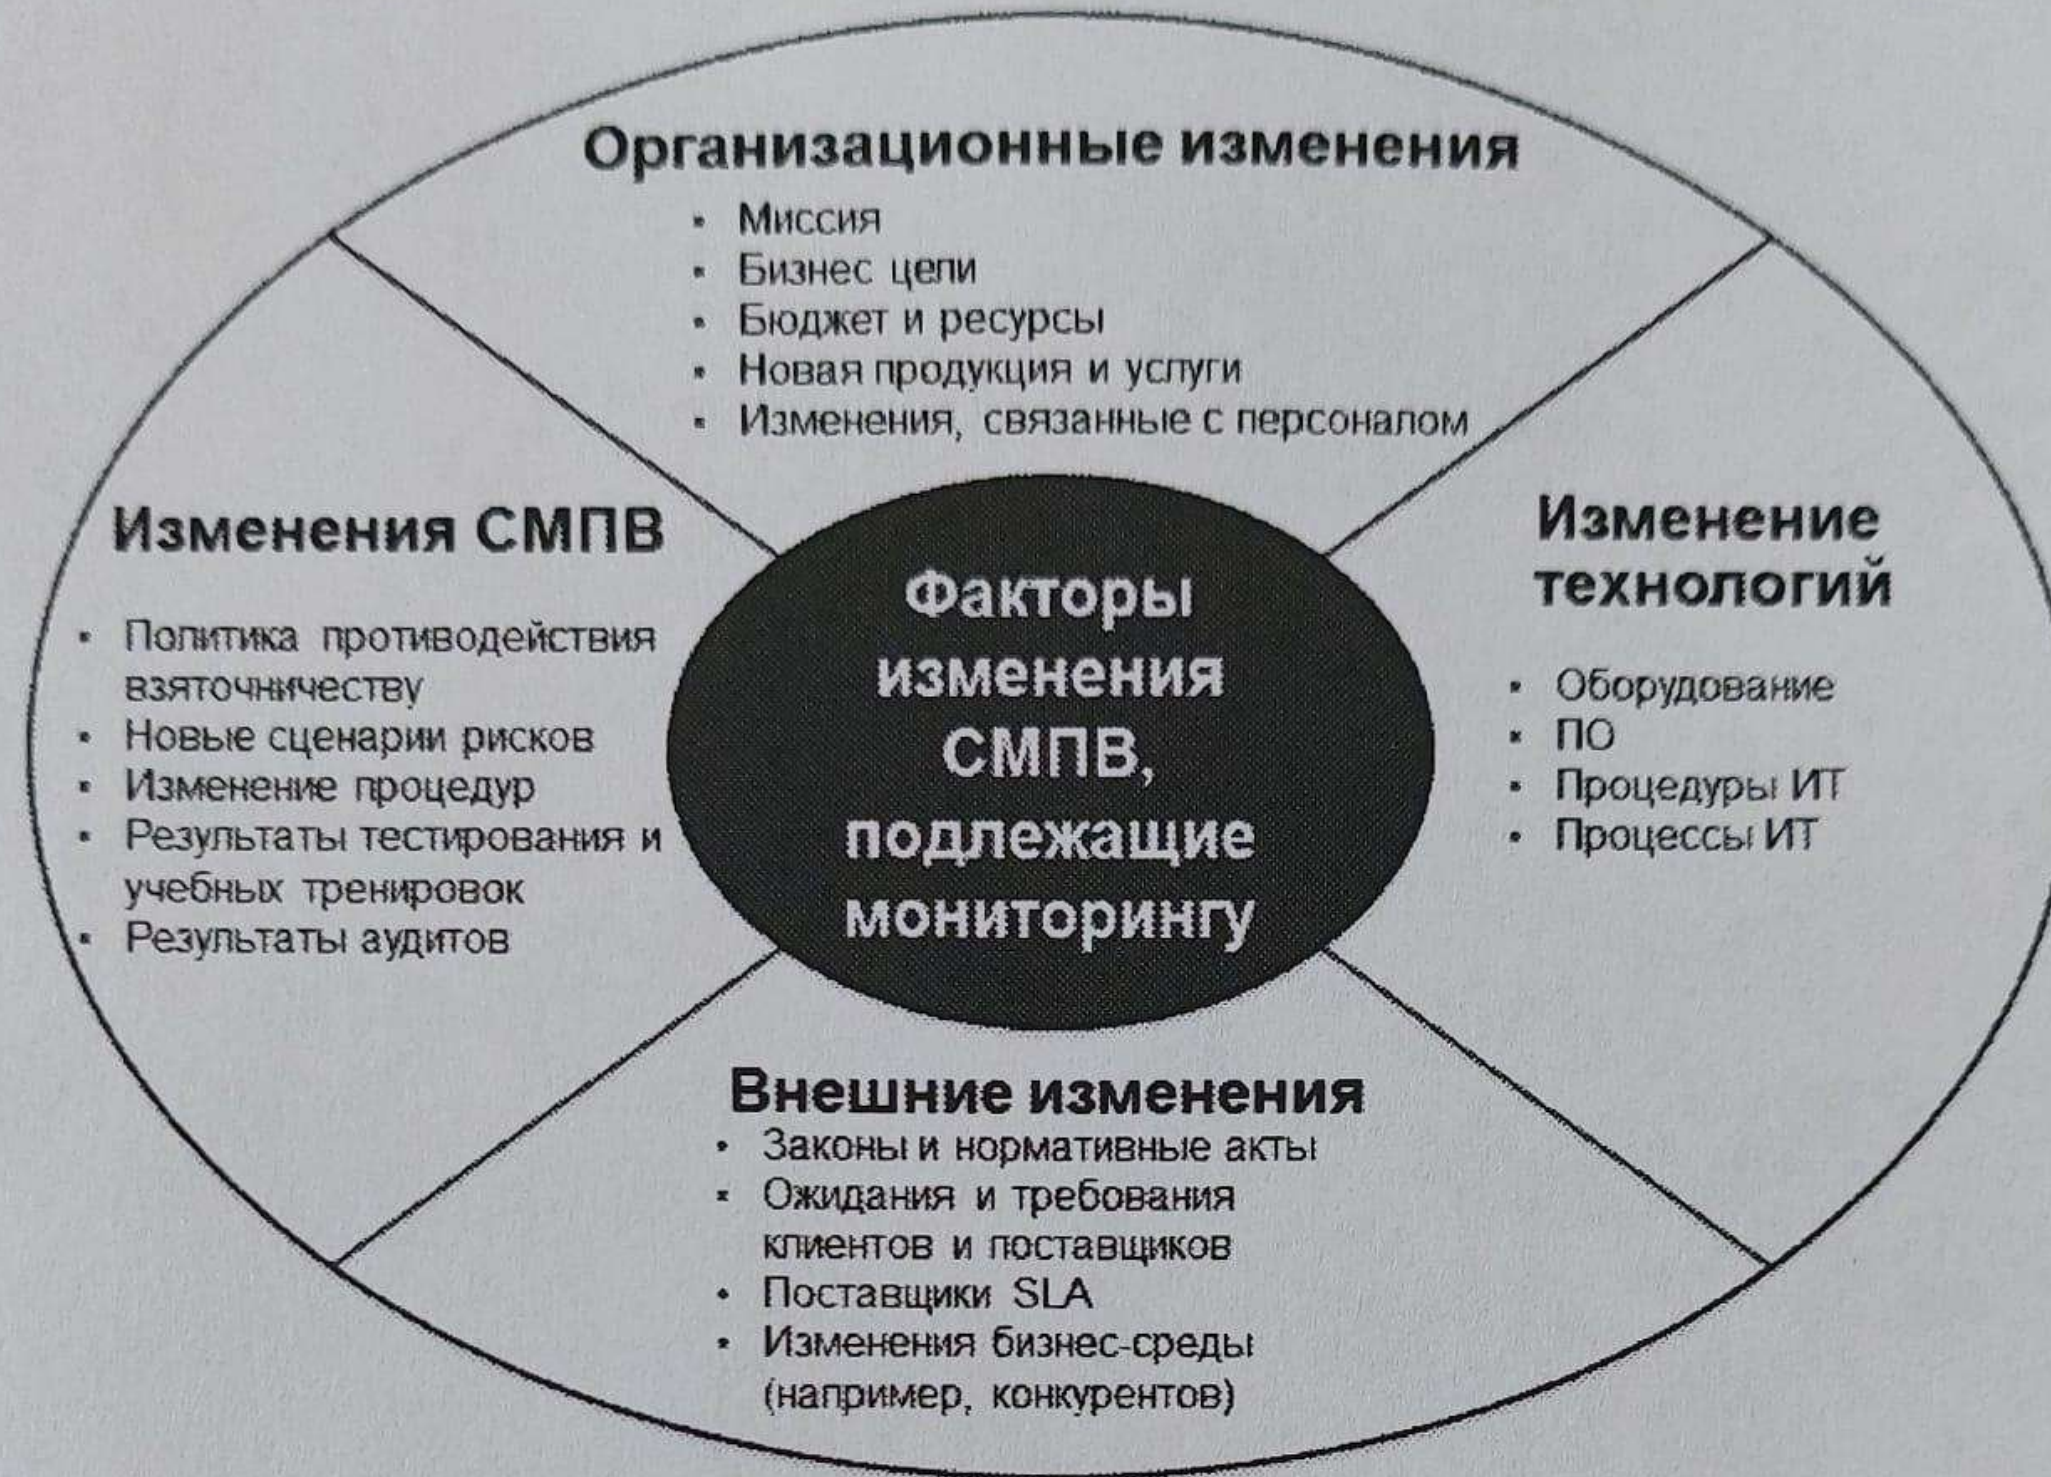 Организационные изменения
• Миссия
• Бизнес цели
• Бюджет и ресурсы
• Новая продукция и услуги
• Изменения, связанные с персоналом
Изменения СМПВ
• Политика противодействия
взяточничеству
• Новые сценарии рисков
• Изменение процедур
• Результаты тестирования и
учебных тренировок
• Результаты аудитов
Факторы
изменения
СМПВ,
подлежащие
мониторингу
Изменение
технологий
• Оборудование
• ПО
• Процедуры ИТ
• Процессы ИТ
Внешние изменения
• Законы и нормативные акты
• Ожидания и требования
клиентов и поставщиков
• Поставщики SLA
• Изменения бизнес-среды
(например, конкурентов)